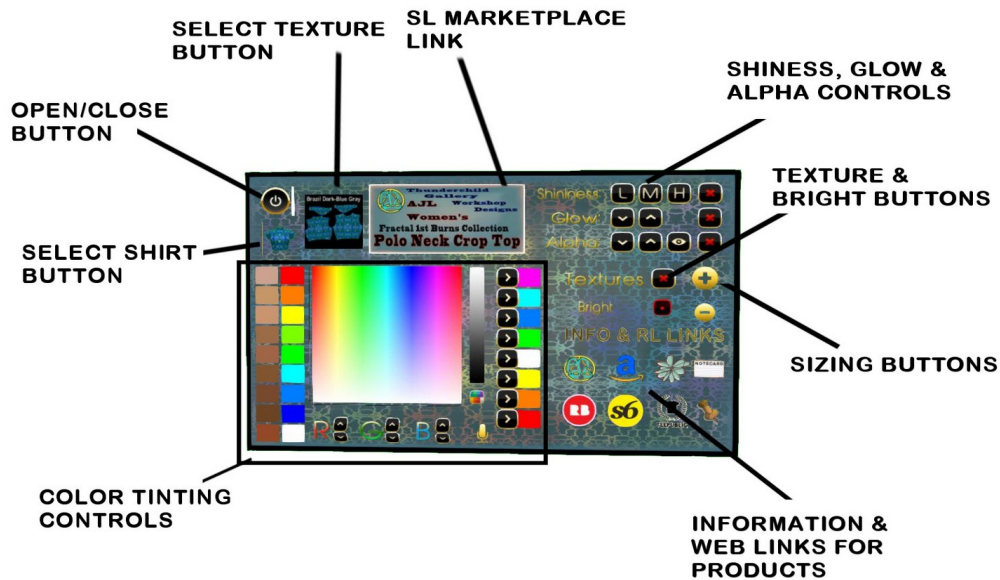 SELECT TEXTURE
BUTTON
SL MARKETPLACE
LINK
SHINESS, GLOW &
ALPHA CONTROLS
OPEN/CLOSE
BUTTON
TEXTURE &
BRIGHT BUTTONS
SELECT SHIRT
BUTTON
Brazil Dark-Blue Gray
Thunderchild
Gallery
AJL Workshop
Designs
Women's
Fractal 1st Burns Collection
Polo Neck Crop Top
Shininess: L M H
Glow:
Alpha:
Textures
Bright
INFO & RL LINKS
SIZING BUTTONS
a
RB
s6
R G B
COLOR TINTING
CONTROLS
INFORMATION &
WEB LINKS FOR
PRODUCTS